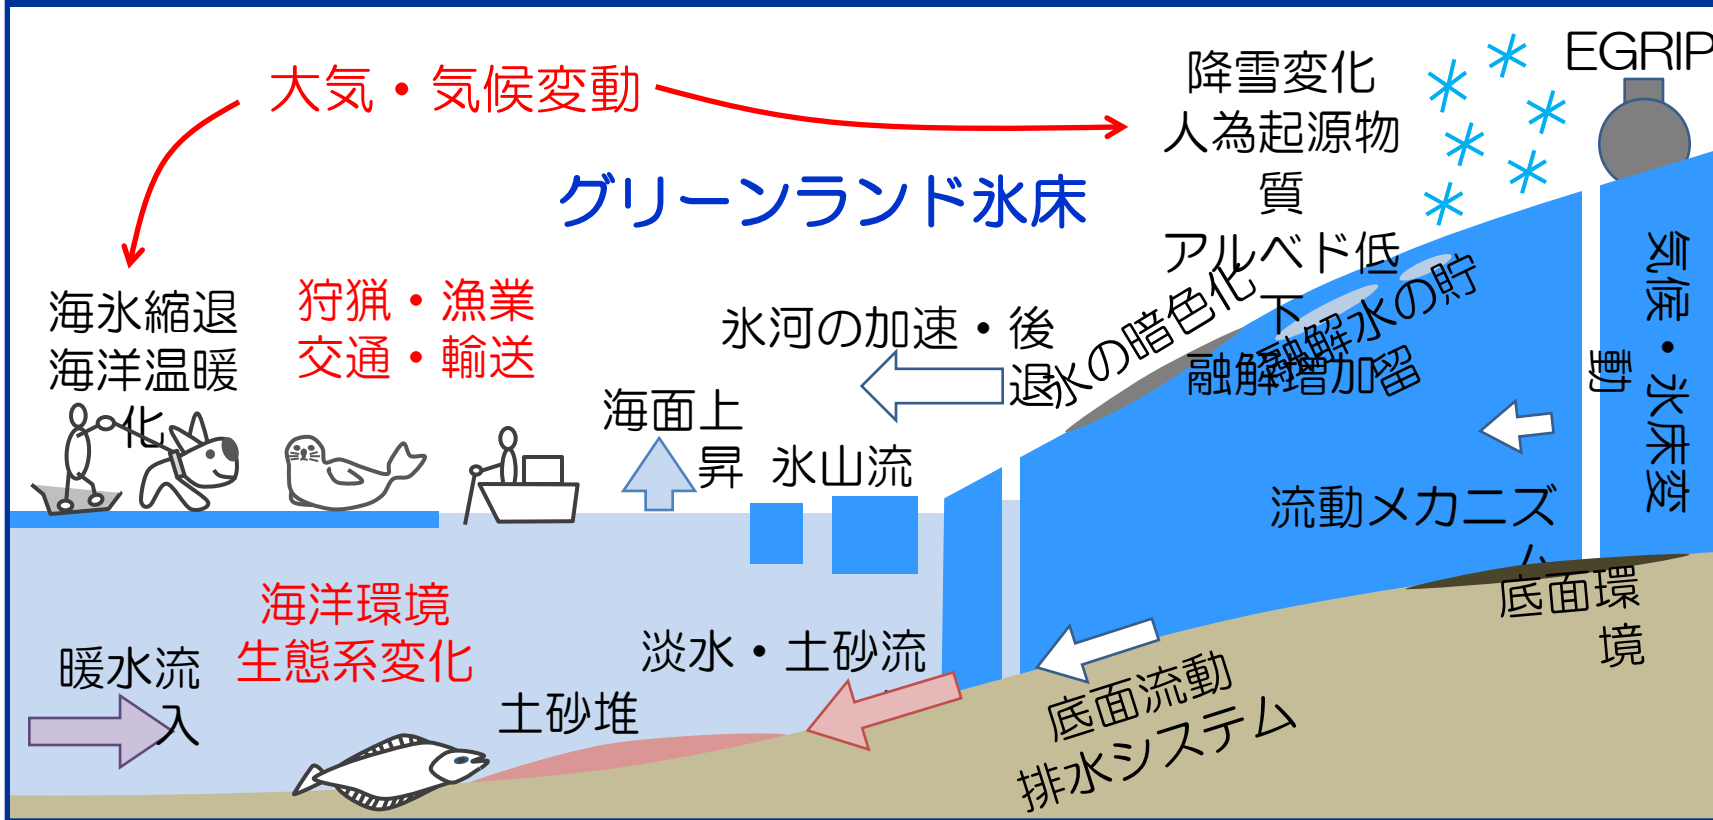 大気・気候変動
降雪変化
人為起源物
質
アルベド低
下
融解増加
EGRIP
グリーンランド氷床
海氷縮退
海洋温暖
化
狩猟・漁業
交通・輸送
氷河の加速・後
退
氷の暗色化
融解水の貯
留
気候・氷床変
動
海面上
昇
氷山流
流動メカニズ
ム
底面環
境
海洋環境
生態系変化
暖水流
入
淡水・土砂流
土砂堆
底面流動
排水システム